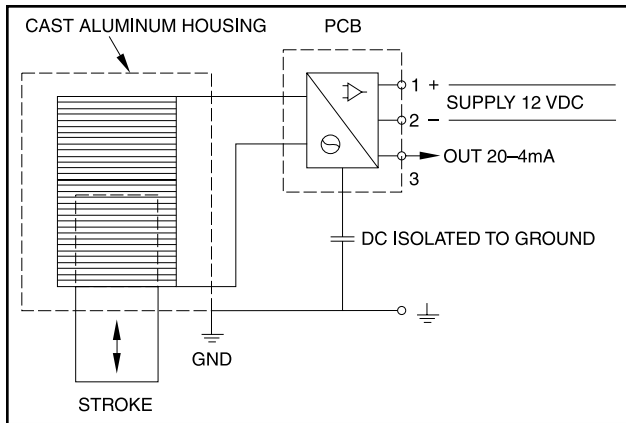 CAST ALUMINUM HOUSING
PCB
1 +
SUPPLY 12 VDC
2 –
OUT 20–4mA
3
DC ISOLATED TO GROUND
GND
STROKE